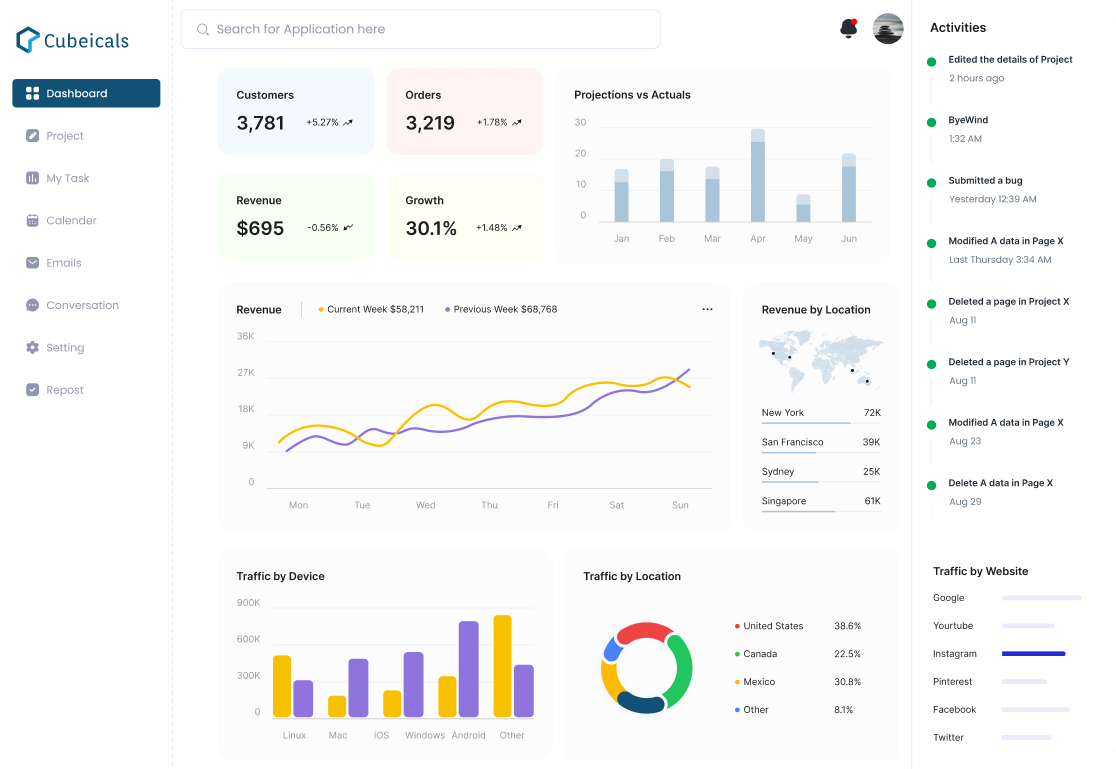 Cubeicals
Dashboard
Project
My Task
Calender
Emails
Conversation
Setting
Repost
Search for Application here
Customers
3,781 +5.27%
Orders
3,219 +1.78%
Revenue
$695 -0.56%
Growth
30.1% +1.48%
Projections vs Actuals
30
20
10
0
Jan Feb Mar Apr May Jun
Revenue Current Week $58,211 Previous Week $68,768
36K
27K
18K
9K
0
Mon Tue Wed Thu Fri Sat Sun
Revenue by Location
New York 72K
San Francisco 39K
Sydney 25K
Singapore 61K
Traffic by Device
900K
600K
300K
0
Linux Mac iOS Windows Android Other
Traffic by Location
United States 38.6%
Canada 22.5%
Mexico 30.8%
Other 8.1%
Activities
Edited the details of Project
2 hours ago
ByeWind
1:32 AM
Submitted a bug
Yesterday 12:39 AM
Modified A data in Page X
Last Thursday 3:34 AM
Deleted a page in Project X
Aug 11
Deleted a page in Project Y
Aug 11
Modified A data in Page X
Aug 23
Delete A data in Page X
Aug 29
Traffic by Website
Google
Yourtube
Instagram
Pinterest
Facebook
Twitter